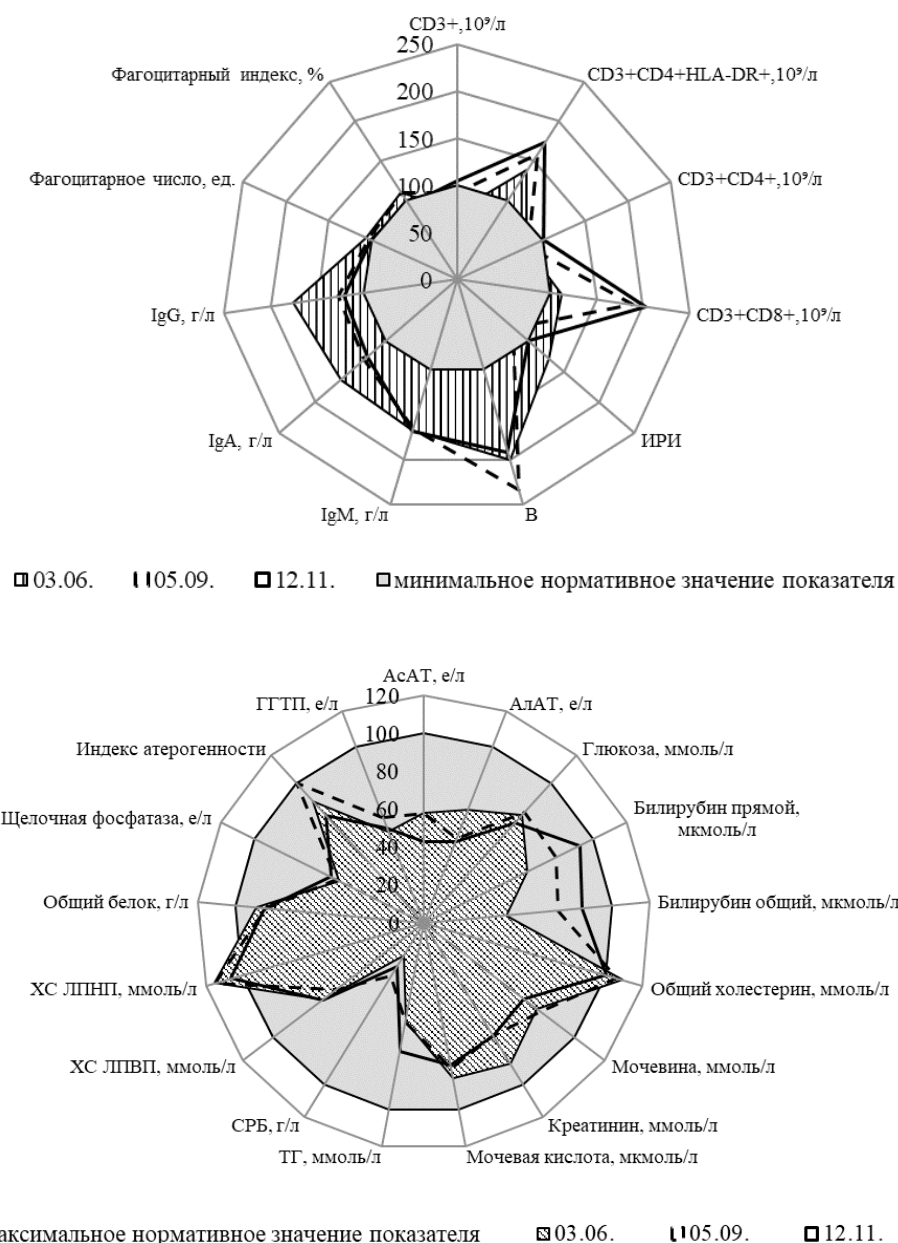 CD3+,10⁹/л
250
Фагоцитарный индекс, %
CD3+CD4+HLA-DR+,10⁹/л
200
150
Фагоцитарное число, ед.
100
CD3+CD4+,10⁹/л
50
0
IgG, г/л
CD3+CD8+,10⁹/л
IgA, г/л
ИРИ
IgM, г/л
В
03.06. 05.09. 12.11. минимальное нормативное значение показателя
АсАТ, е/л
120
ГГТП, е/л
АлАТ, е/л
100
Индекс атерогенности
Глюкоза, ммоль/л
80
Щелочная фосфатаза, е/л
60
Билирубин прямой,
мкмоль/л
40
Общий белок, г/л
20
Билирубин общий, мкмоль/л
0
ХС ЛПНП, ммоль/л
Общий холестерин, ммоль/л
ХС ЛПВП, ммоль/л
Мочевина, ммоль/л
СРБ, г/л
Креатинин, ммоль/л
ТГ, ммоль/л
Мочевая кислота, мкмоль/л
аксимальное нормативное значение показателя 03.06. 05.09. 12.11.